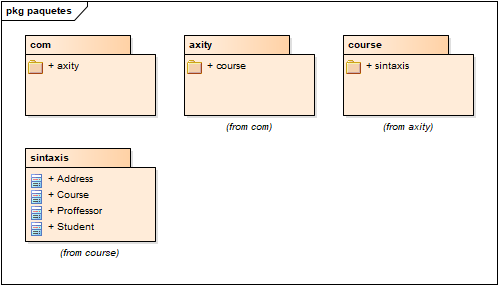 pkg paquetes
com
+ axity
axity
+ course
(from com)
course
+ sintaxis
(from axity)
sintaxis
+ Address
+ Course
+ Proffessor
+ Student
(from course)